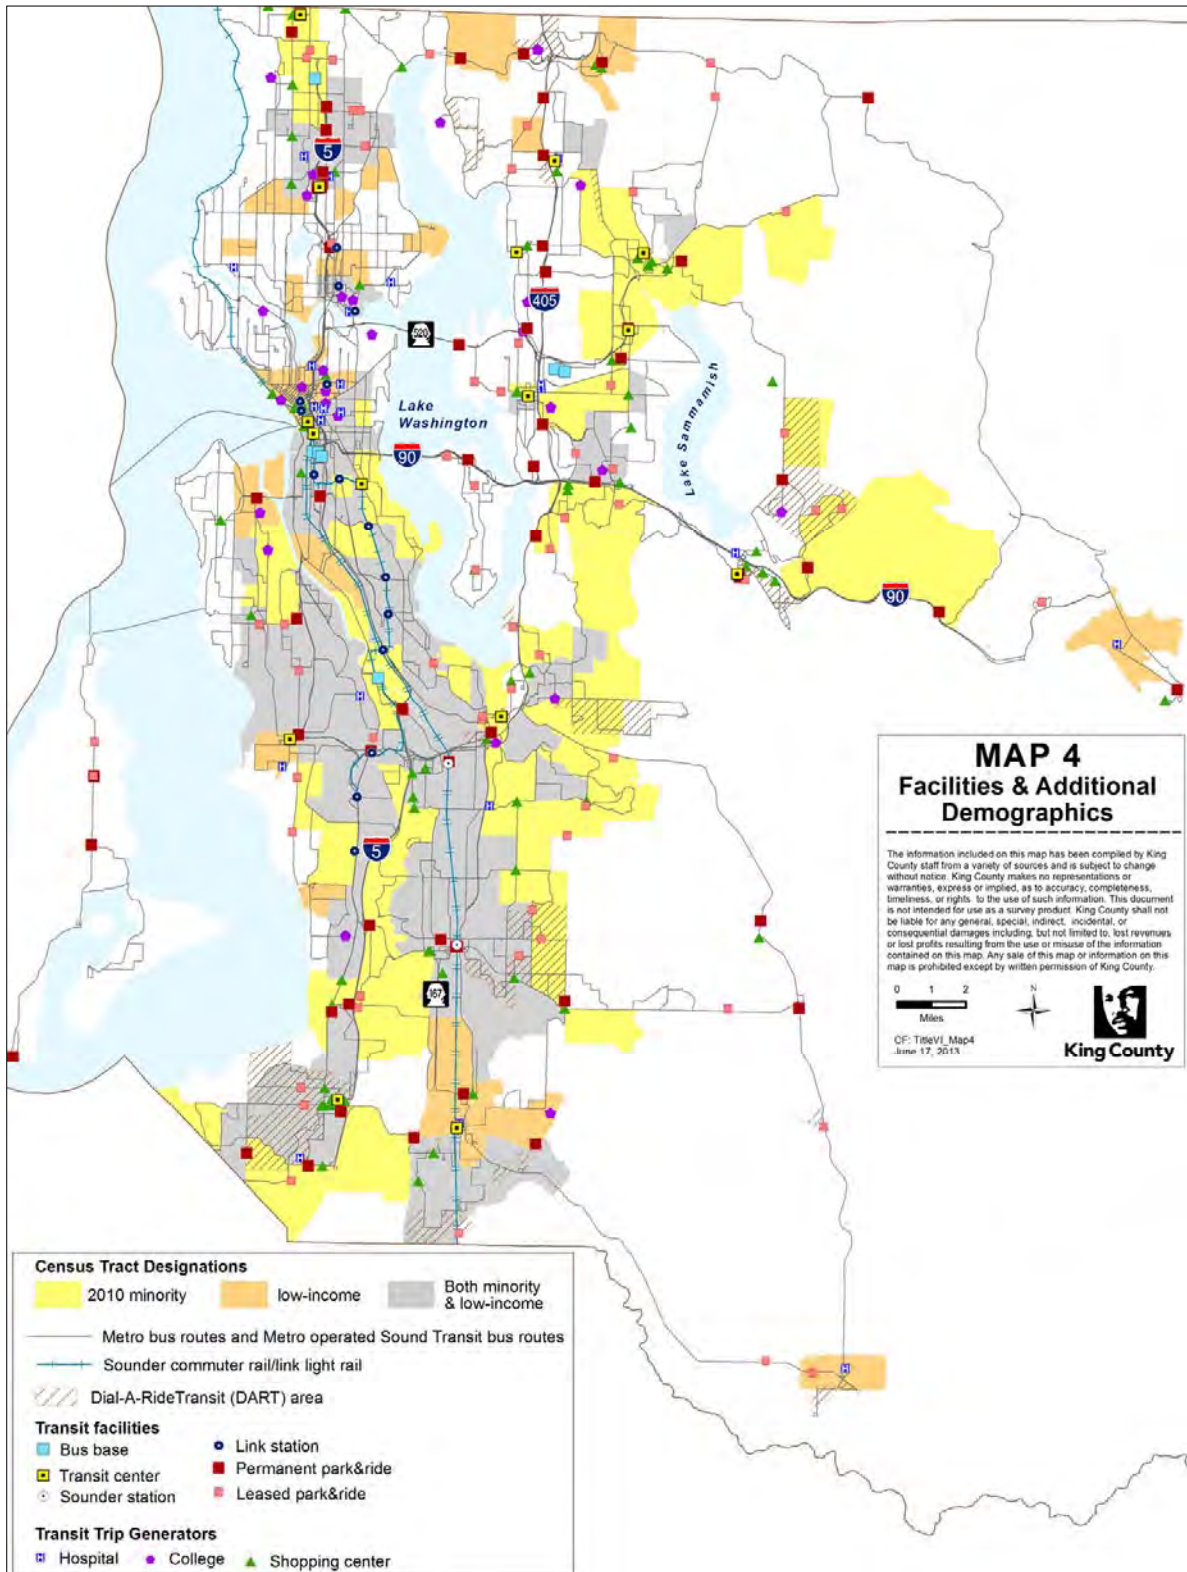 5
405
520
Lake
Washington
Lake Sammamish
90
90
MAP 4
Facilities & Additional
Demographics
The information included on this map has been compiled by King
County staff from a variety of sources and is subject to change
without notice. King County makes no representations or
warranties, express or implied, as to accuracy, completeness,
timeliness, or rights to the use of such information. This document
is not intended for use as a survey product. King County shall not
be liable for any general, special, indirect, incidental, or
consequential damages including, but not limited to, lost revenues
or lost profits resulting from the use or misuse of the information
contained on this map. Any sale of this map or information on this
map is prohibited except by written permission of King County.
0 1 2
Miles
N
CF: TitleVI_Map4
June 17, 2013
King County
5
167
Census Tract Designations
2010 minority
low-income
Both minority
& low-income
Metro bus routes and Metro operated Sound Transit bus routes
Sounder commuter rail/link light rail
Dial-A-RideTransit (DART) area
Transit facilities
Bus base
Link station
Transit center
Permanent park&ride
Sounder station
Leased park&ride
Transit Trip Generators
H Hospital
College
Shopping center